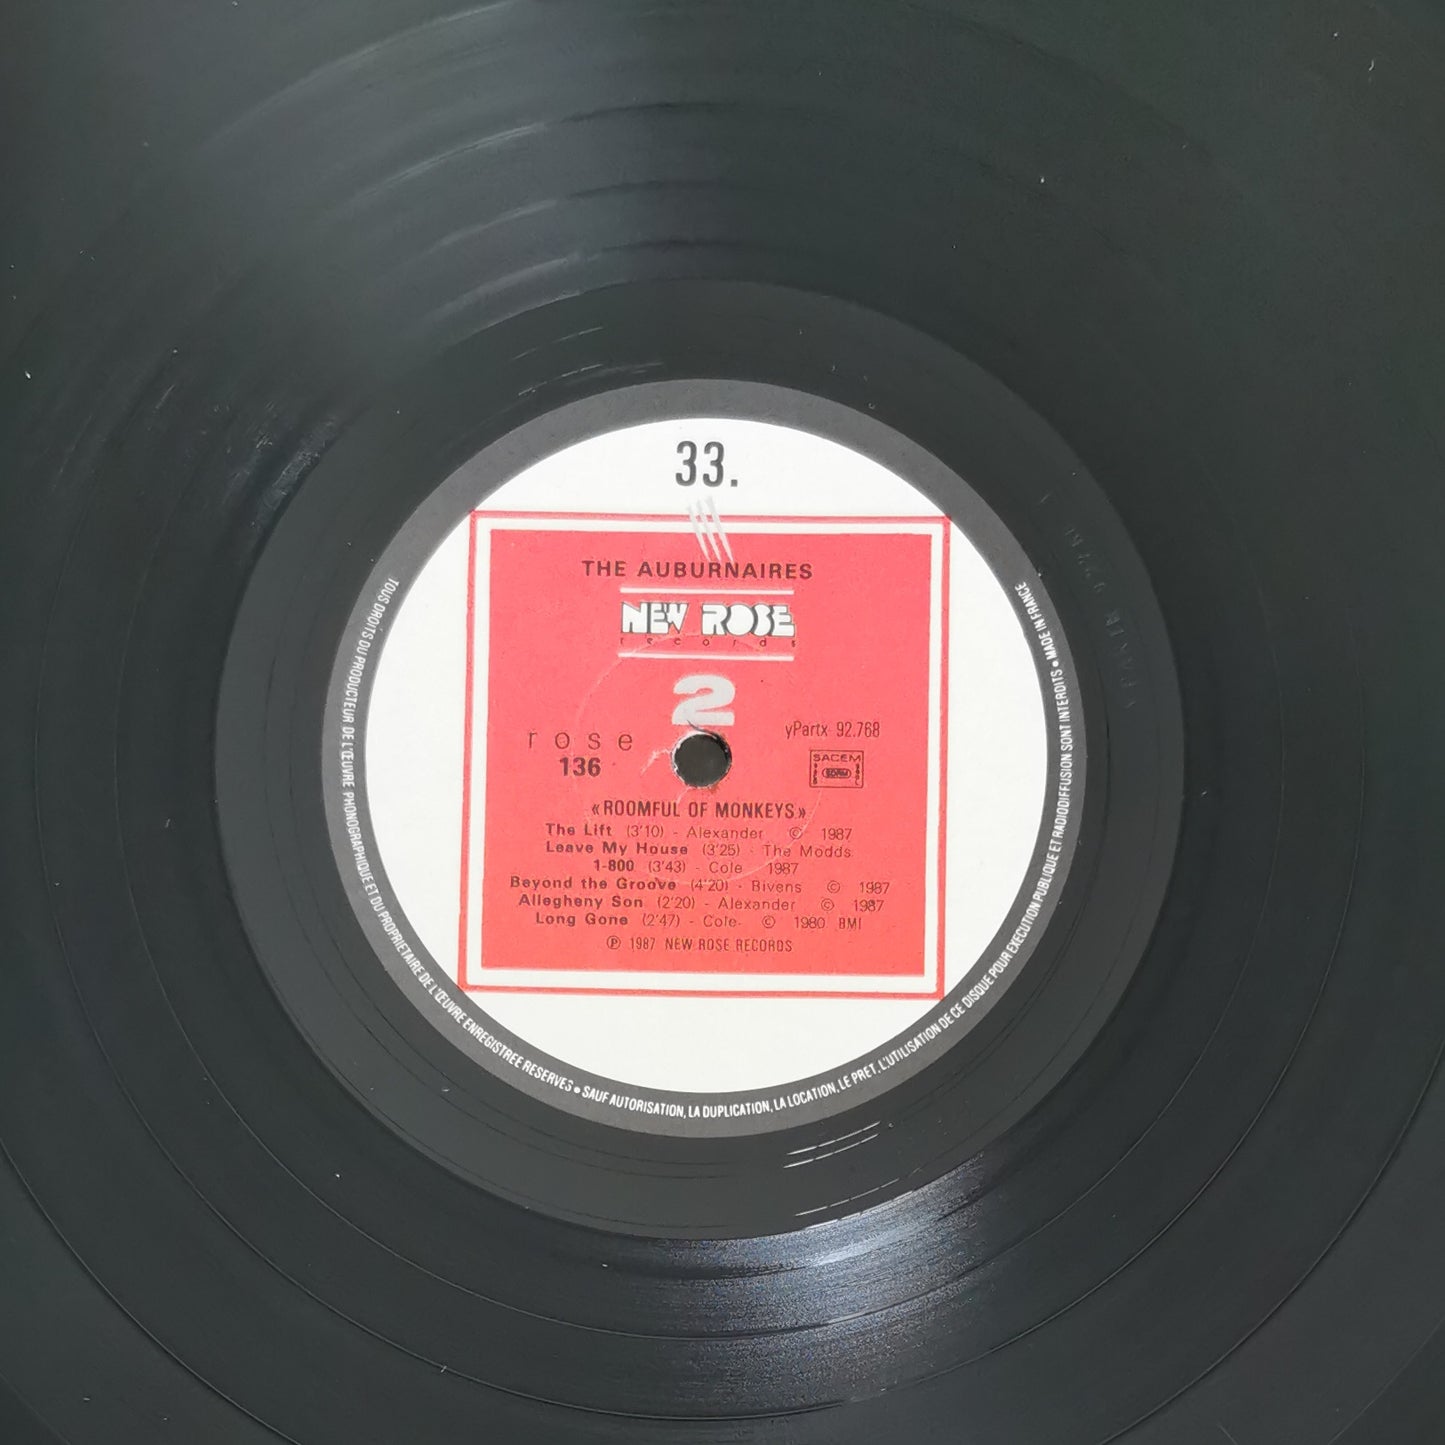 33.
THE AUBURNAIRES
NEW ROSE
records
2
rose
136
yPartx 92.768
SACEM
SDRM
«ROOMFUL OF MONKEYS»
The Lift (3'10) - Alexander © 1987
Leave My House (3'25) - The Modds
1-800 (3'43) - Cole 1987
Beyond the Groove (4'20) - Bivens © 1987
Allegheny Son (2'20) - Alexander © 1987
Long Gone (2'47) - Cole- © 1980 BMI
℗ 1987 NEW ROSE RECORDS
TOUS DROITS DU PRODUCTEUR DE L'ŒUVRE PHONOGRAPHIQUE ET DU PROPRIETAIRE DE L'ŒUVRE ENREGISTREE RESERVES • SAUF AUTORISATION, LA DUPLICATION, LA LOCATION, LE PRET, L'UTILISATION DE CE DISQUE POUR EXECUTION PUBLIQUE ET RADIODIFFUSION SONT INTERDITS • MADE IN FRANCE